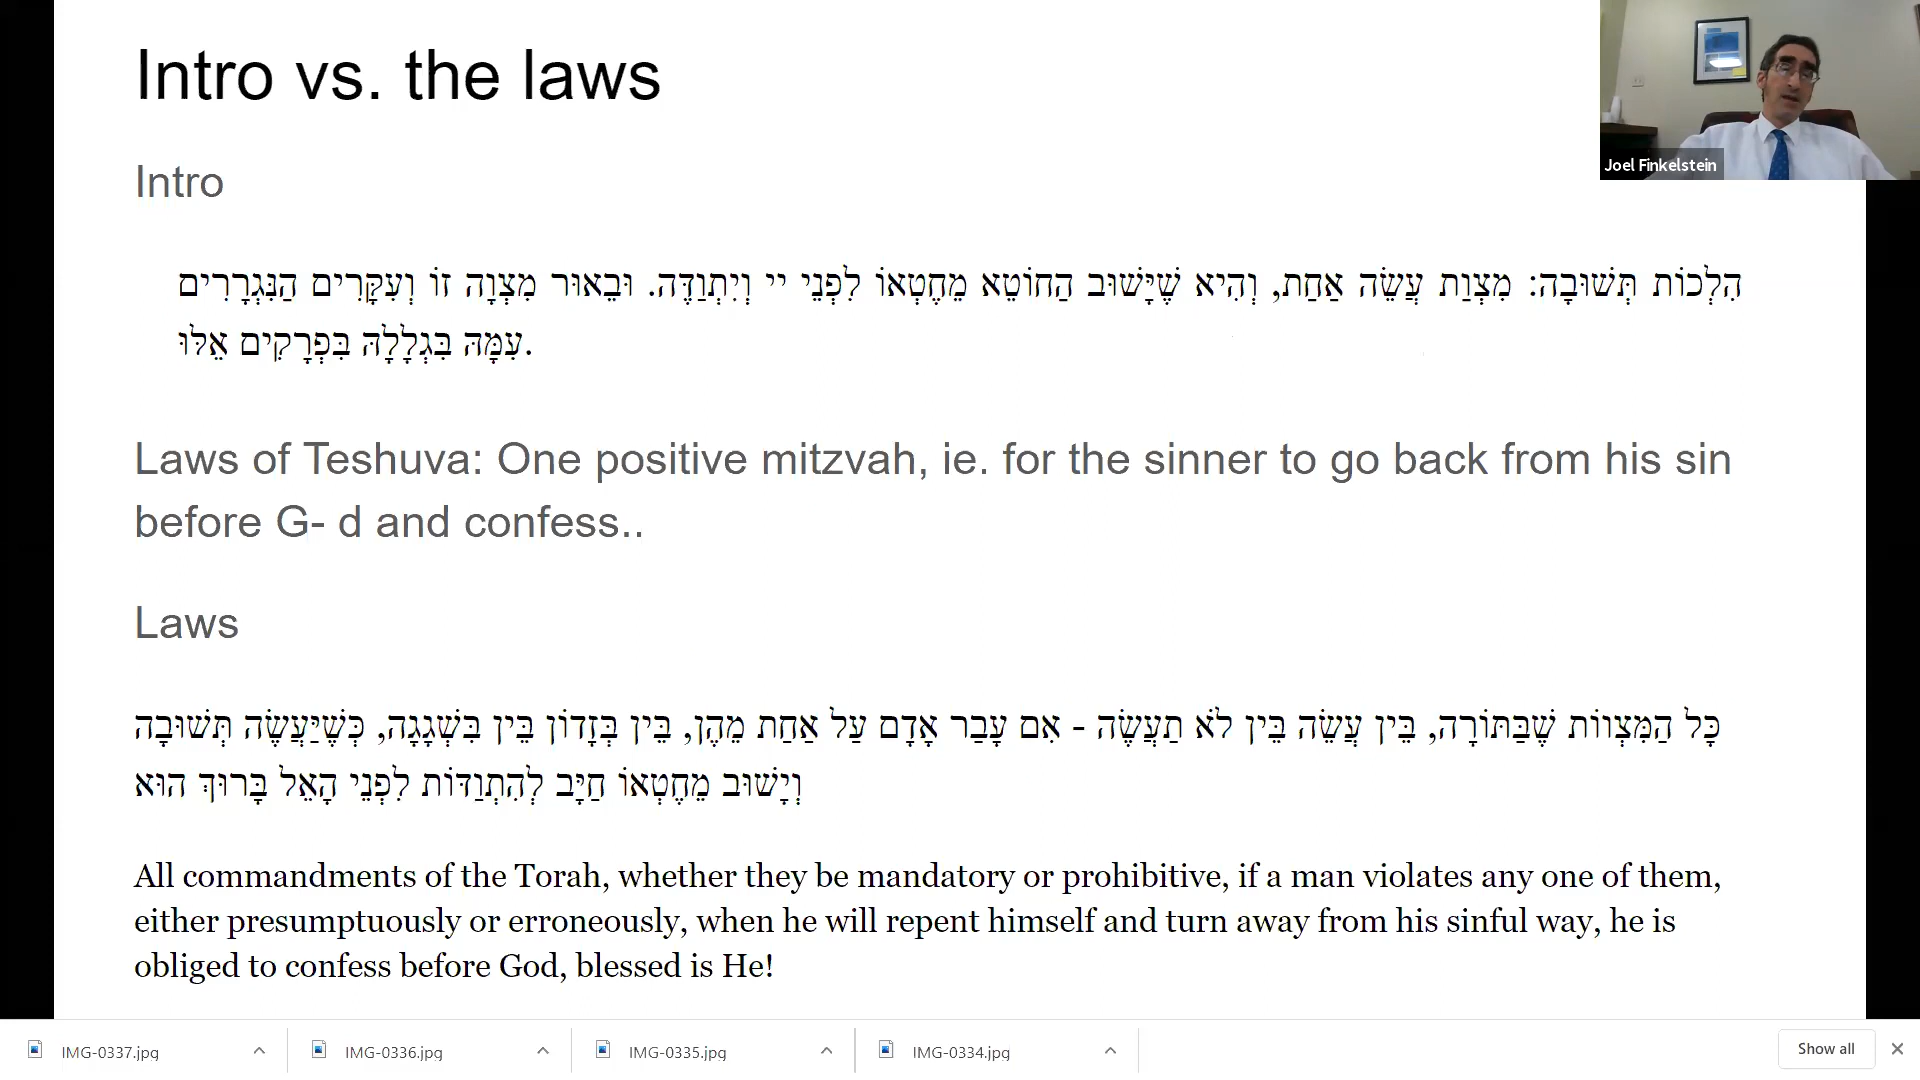 Intro vs. the laws
Joel Finkelstein
Intro
הִלְכוֹת תְּשׁוּבָה: מִצְוַת עֲשֵׂה אַחַת, וְהִיא שֶׁיָּשׁוּב הַחוֹטֵא מֵחֶטְאוֹ לִפְנֵי יי וְיִתְוַדֶּה. וּבֵאוּר מִצְוָה זוֹ וְעִקָּרִים הַנִּגְרָרִים
עִמָּהּ בִּגְלָלָהּ בִּפְרָקִים אֵלּוּ.
Laws of Teshuva: One positive mitzvah, ie. for the sinner to go back from his sin
before G- d and confess..
Laws
כָּל הַמִּצְווֹת שֶׁבַּתּוֹרָה, בֵּין עֲשֵׂה בֵּין לֹא תַעֲשֶׂה - אִם עָבַר אָדָם עַל אַחַת מֵהֶן, בֵּין בְּזָדוֹן בֵּין בִּשְׁגָגָה, כְּשֶׁיַּעֲשֶׂה תְּשׁוּבָה
וְיָשׁוּב מֵחֶטְאוֹ חַיָּב לְהִתְוַדּוֹת לִפְנֵי הָאֵל בָּרוּךְ הוּא
All commandments of the Torah, whether they be mandatory or prohibitive, if a man violates any one of them,
either presumptuously or erroneously, when he will repent himself and turn away from his sinful way, he is
obliged to confess before God, blessed is He!
IMG-0337.jpg
IMG-0336.jpg
IMG-0335.jpg
IMG-0334.jpg
Show all